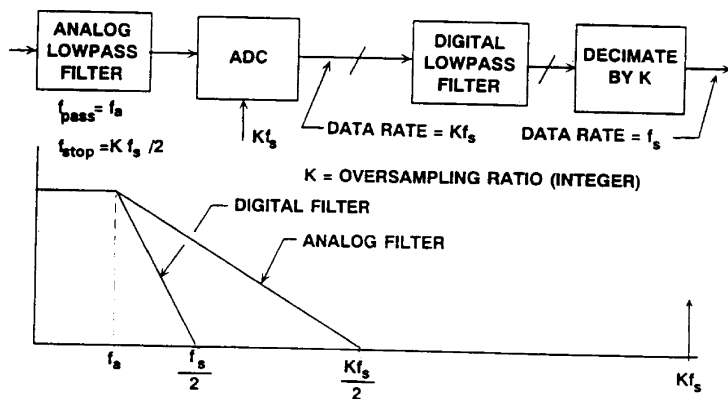 ANALOG
LOWPASS
FILTER
ADC
DIGITAL
LOWPASS
FILTER
DECIMATE
BY K
f_pass = f_a
f_stop = K f_s /2
Kf_s
DATA RATE = Kf_s
DATA RATE = f_s
K = OVERSAMPLING RATIO (INTEGER)
DIGITAL FILTER
ANALOG FILTER
f_a
f_s
2
Kf_s
2
Kf_s